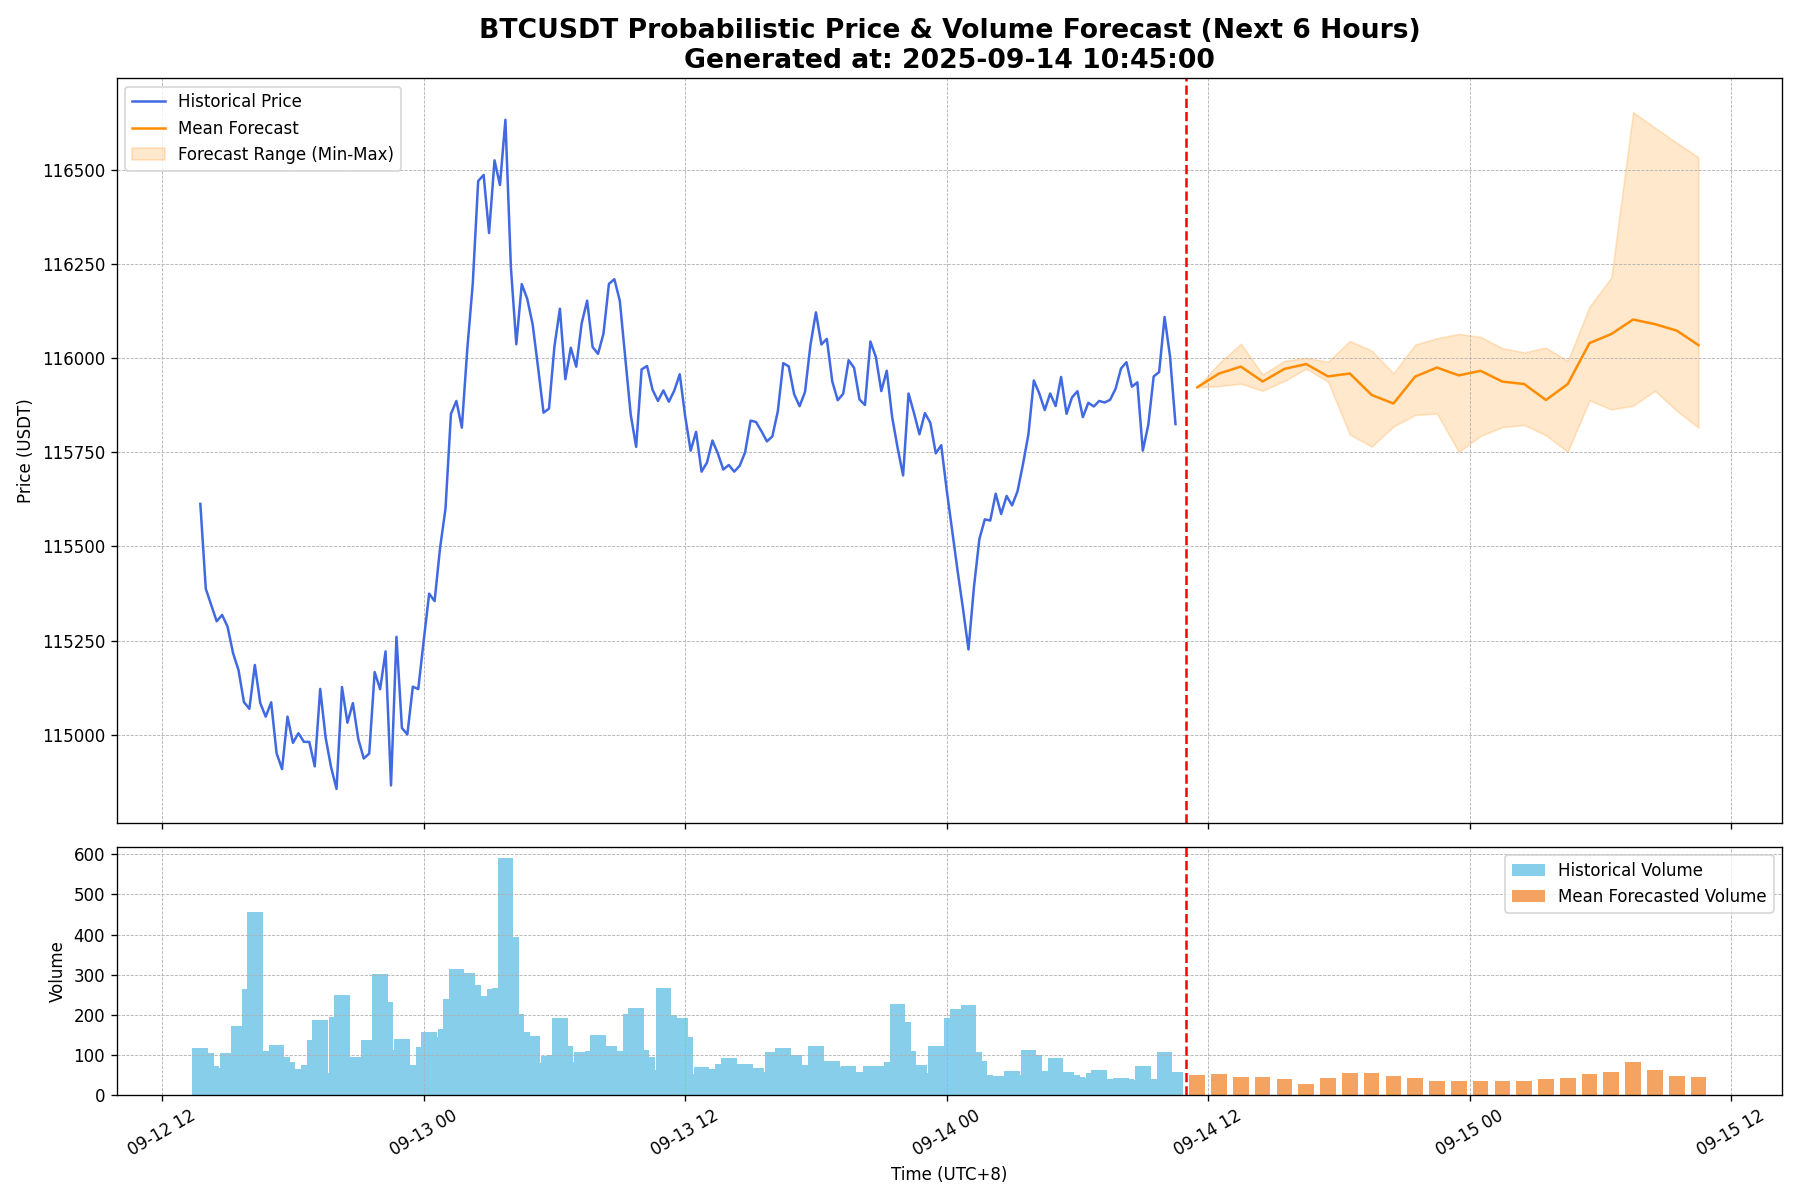 BTCUSDT Probabilistic Price & Volume Forecast (Next 6 Hours)
Generated at: 2025-09-14 10:45:00
Historical Price
Mean Forecast
Forecast Range (Min-Max)
116500
116250
116000
115750
115500
115250
115000
Price (USDT)
Historical Volume
Mean Forecasted Volume
600
500
400
300
200
100
0
Volume
09-12 12
09-13 00
09-13 12
09-14 00
09-14 12
09-15 00
09-15 12
Time (UTC+8)